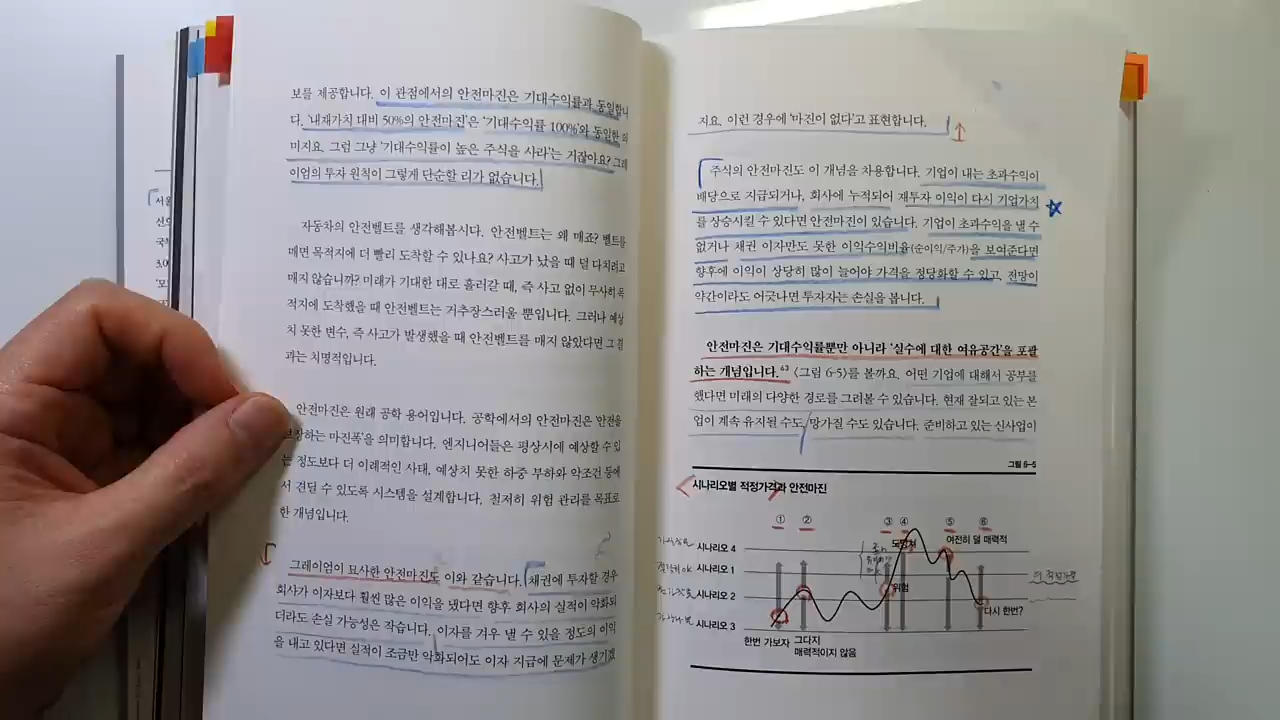 보를 제공합니다. 이 관점에서의 안전마진은 기대수익률과 동일합니
다. '내재가치 대비 50%의 안전마진'은 '기대수익률 100%'와 동일한 의
미지요. 그럼 그냥 '기대수익률이 높은 주식을 사라'는 거잖아요? 그레
이엄의 투자 원칙이 그렇게 단순할 리가 없습니다.
자동차의 안전벨트를 생각해봅시다. 안전벨트는 왜 매죠? 벨트를
매면 목적지에 더 빨리 도착할 수 있나요? 사고가 났을 때 덜 다치려고
매지 않습니까? 미래가 기대한 대로 흘러갈 때, 즉 사고 없이 무사히 목
적지에 도착했을 때 안전벨트는 거추장스러울 뿐입니다. 그러나 예상
치 못한 변수, 즉 사고가 발생했을 때 안전벨트를 매지 않았다면 그 결
과는 치명적입니다.
안전마진은 원래 공학 용어입니다. 공학에서의 안전마진은 '안전을
보장하는 마진폭'을 의미합니다. 엔지니어들은 평상시에 예상할 수 있
는 정도보다 더 이례적인 사태, 예상치 못한 하중 부하와 악조건 등에
서 견딜 수 있도록 시스템을 설계합니다. 철저히 위험 관리를 목표로
한 개념입니다.
그레이엄이 묘사한 안전마진도 이와 같습니다. 채권에 투자할 경우
회사가 이자보다 훨씬 많은 이익을 냈다면 향후 회사의 실적이 악화되
더라도 손실 가능성은 작습니다. 이자를 겨우 낼 수 있을 정도의 이익
을 내고 있다면 실적이 조금만 악화되어도 이자 지급에 문제가 생기겠
지요. 이런 경우에 '마진이 없다'고 표현합니다.
주식의 안전마진도 이 개념을 차용합니다. 기업이 내는 초과수익이
배당으로 지급되거나, 회사에 누적되어 재투자 이익이 다시 기업가치
를 상승시킬 수 있다면 안전마진이 있습니다. 기업이 초과수익을 낼 수
없거나 채권 이자만도 못한 이익수익비율(순이익/주가)을 보여준다면
향후에 이익이 상당히 많이 늘어야 가격을 정당화할 수 있고, 전망이
약간이라도 어긋나면 투자자는 손실을 봅니다.
안전마진은 기대수익률뿐만 아니라 '실수에 대한 여유공간'을 포괄
하는 개념입니다.63 〈그림 6-5〉를 볼까요. 어떤 기업에 대해서 공부를
했다면 미래의 다양한 경로를 그려볼 수 있습니다. 현재 잘되고 있는 본
업이 계속 유지될 수도 망가질 수도 있습니다. 준비하고 있는 신사업이
그림 6-5
시나리오별 적정가격과 안전마진
① ② ③ ④ ⑤ ⑥
도망쳐 여전히 덜 매력적
시나리오 4
시나리오 1
시나리오 2 위험
다시 한번?
시나리오 3
한번 가보자 그다지
매력적이지 않음